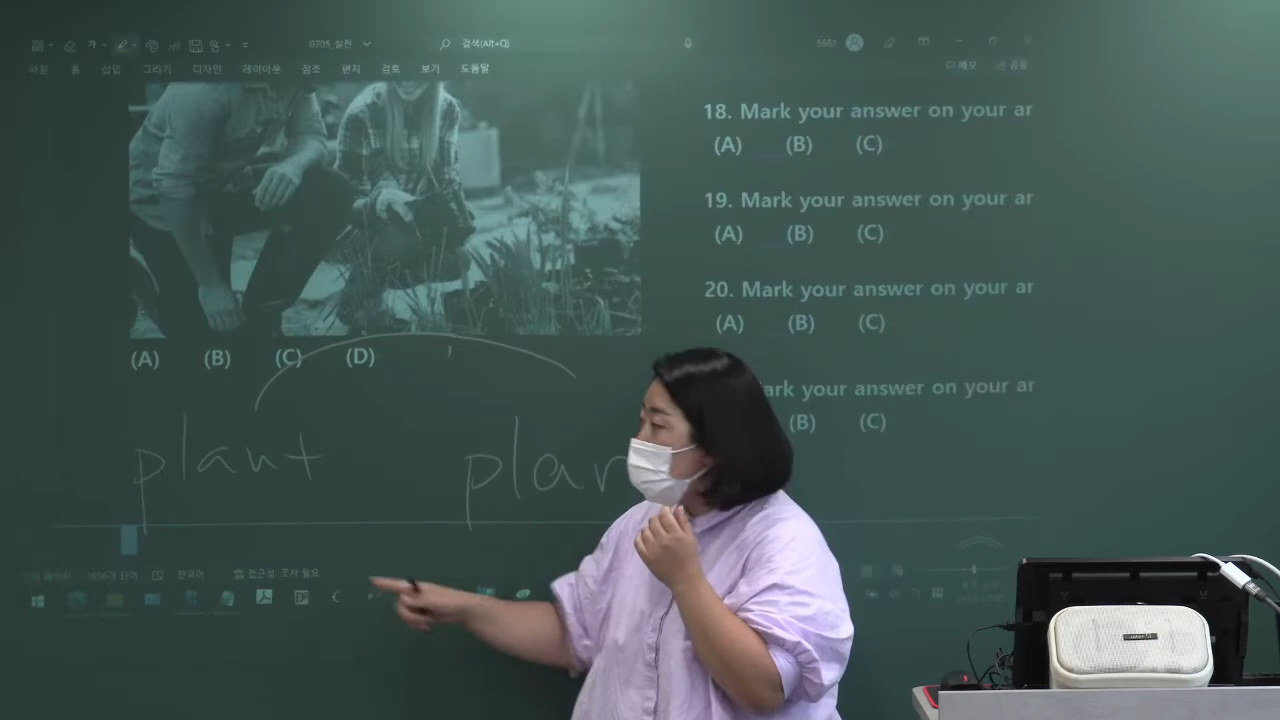 0705_실전
검색(Alt+Q)
파일 홈 삽입 그리기 디자인 레이아웃 참조 편지 검토 보기 도움말
메모 공유
18. Mark your answer on your ar
(A) (B) (C)
19. Mark your answer on your ar
(A) (B) (C)
20. Mark your answer on your ar
(A) (B) (C)
ark your answer on your ar
(B) (C)
(A) (B) (C) (D)
plant plan
한국어
접근성: 조사 필요